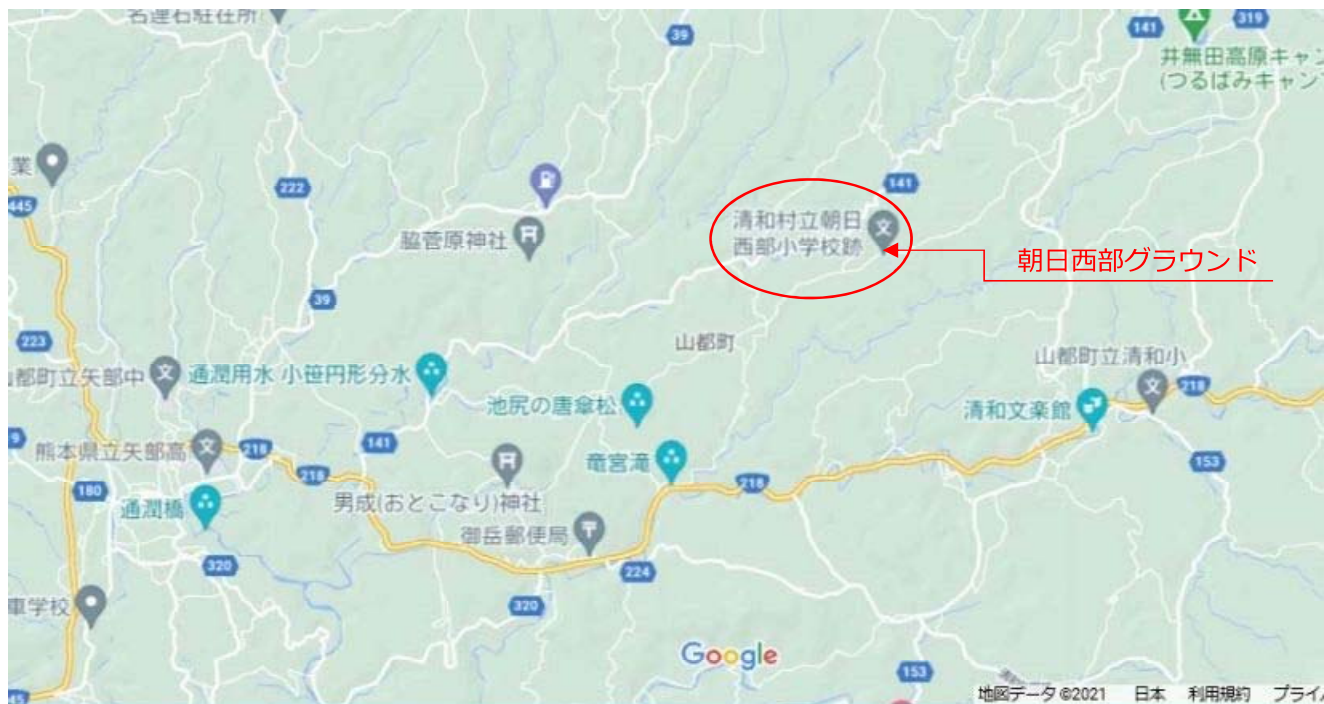 名連石駐在所
39
141
319
井無田高原キャン
(つるばみキャン
業
445
222
141
清和村立朝日
西部小学校跡
脇菅原神社
朝日西部グラウンド
39
223
山都町
山都町立清和小
都町立矢部中
通潤用水 小笹円形分水
218
池尻の唐傘松
清和文楽館
9
熊本県立矢部高
218
141
竜宮滝
153
218
180
218
通潤橋
男成(おとこなり)神社
御岳郵便局
320
224
車学校
320
Google
153
45
地図データ ©2021 日本 利用規約 プライ